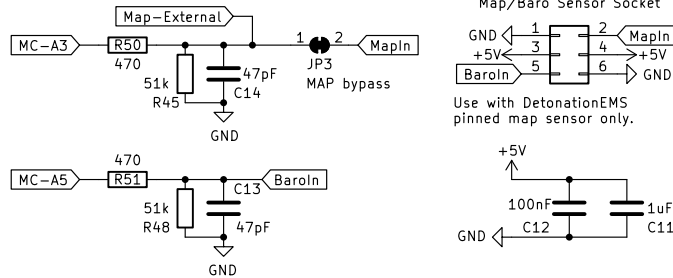 Map-External
MC-A3
R50
470
51k
R45
47pF
C14
GND
1
2
JP3
MAP bypass
MapIn
Map/Baro Sensor Socket
GND
1
2
MapIn
+5V
3
4
+5V
BaroIn
5
6
GND
Use with DetonationEMS
pinned map sensor only.
470
MC-A5
R51
51k
R48
C13
47pF
BaroIn
GND
+5V
100nF
C12
1uF
C11
GND